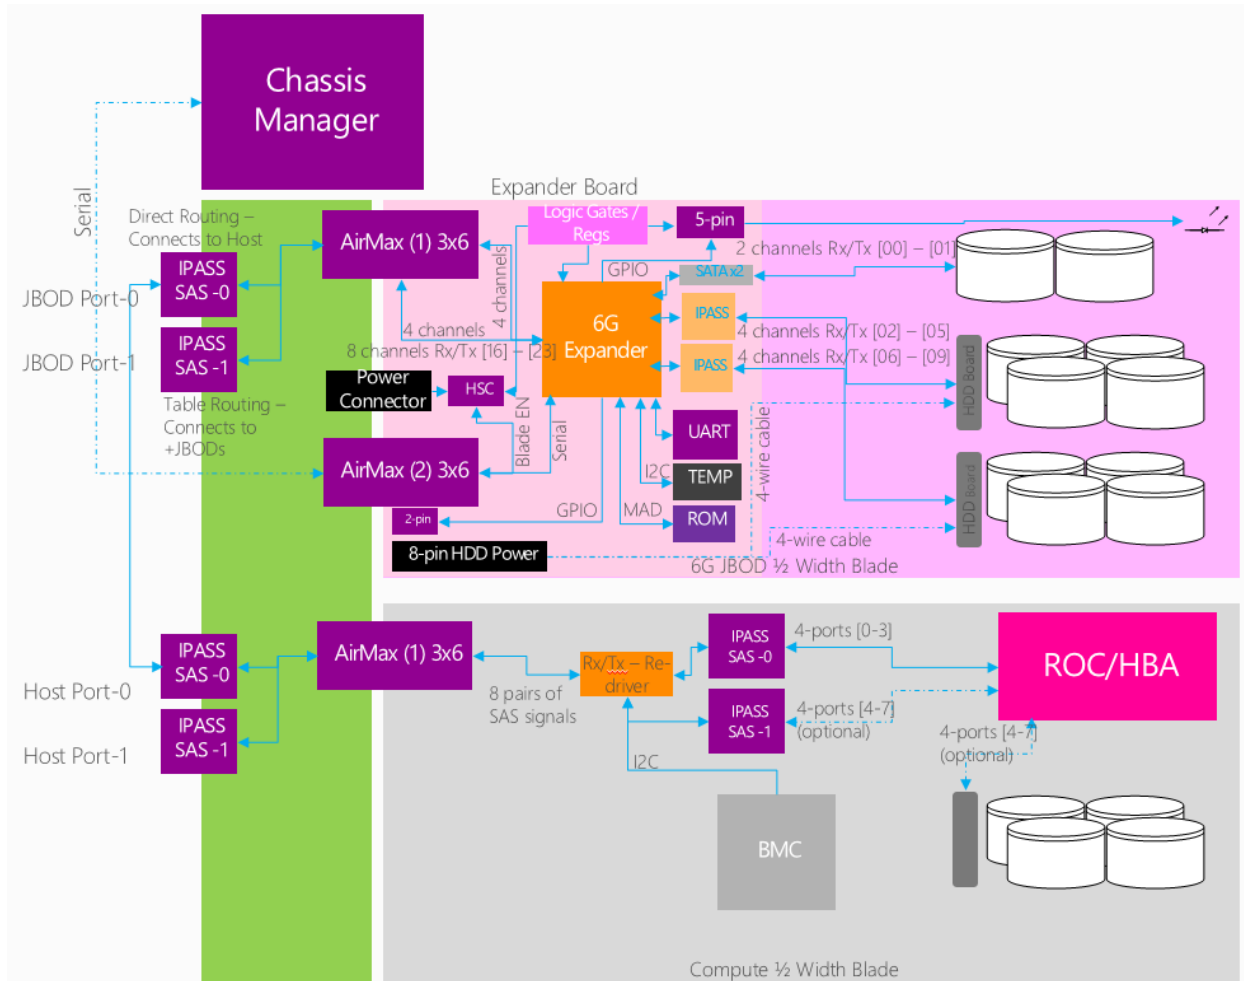 Chassis
Manager
Serial
Expander Board
Direct Routing –
Connects to Host
AirMax (1) 3x6
Logic Gates /
Regs
5-pin
2 channels Rx/Tx [00] – [01]
IPASS
SAS -0
JBOD Port-0
4 channels
GPIO
SATA x2
6G
Expander
IPASS
4 channels
4 channels Rx/Tx [02] – [05]
IPASS
SAS -1
JBOD Port-1
8 channels Rx/Tx [16] – [23]
IPASS
4 channels Rx/Tx [06] – [09]
HDD Board
Power
Connector
HSC
Table Routing –
Connects to
+JBODs
Blade EN
Serial
UART
4-wire cable
AirMax (2) 3x6
I2C
TEMP
HDD Board
2-pin
GPIO
MAD
ROM
8-pin HDD Power
4-wire cable
6G JBOD ½ Width Blade
IPASS
SAS -0
Host Port-0
AirMax (1) 3x6
Rx/Tx – Re-
driver
IPASS
SAS -0
4-ports [0-3]
ROC/HBA
8 pairs of
SAS signals
IPASS
SAS -1
4-ports [4-7]
(optional)
4-ports [4-7]
(optional)
IPASS
SAS -1
Host Port-1
I2C
BMC
Compute ½ Width Blade